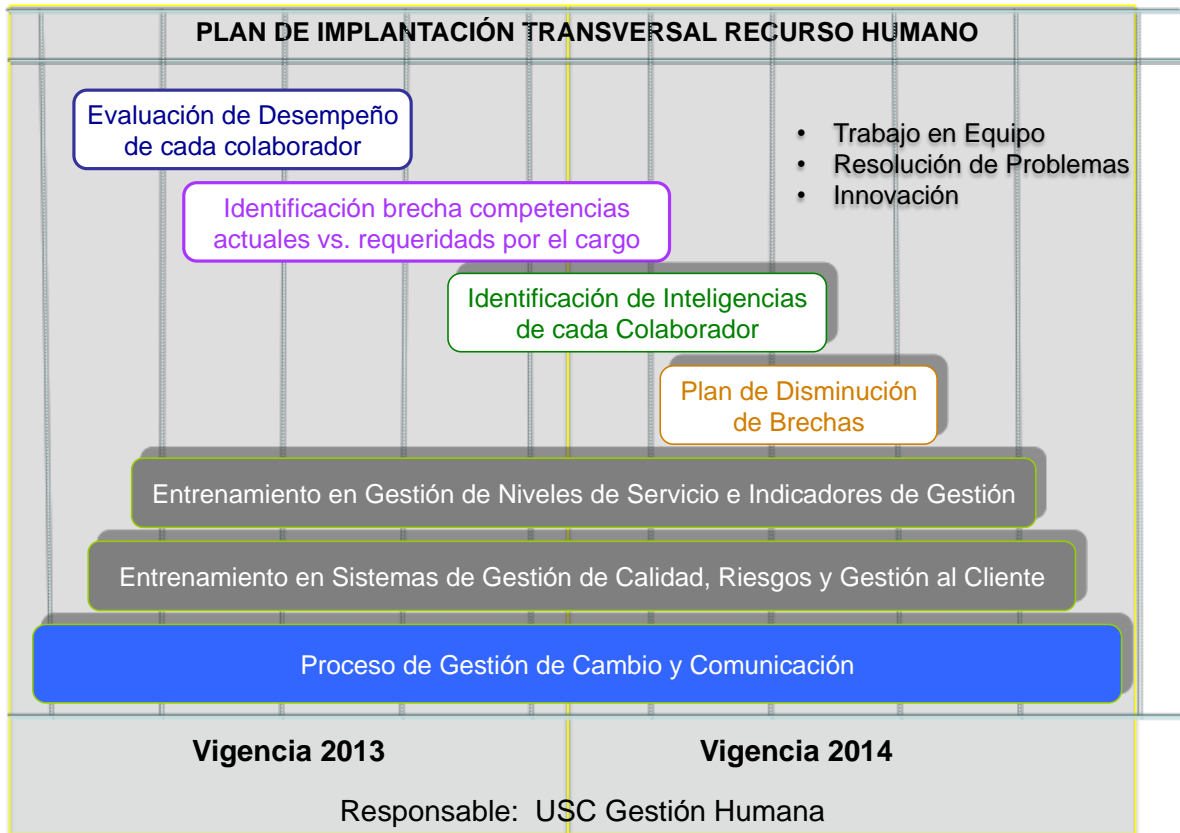 PLAN DE IMPLANTACIÓN TRANSVERSAL RECURSO HUMANO
Evaluación de Desempeño
de cada colaborador
• Trabajo en Equipo
• Resolución de Problemas
• Innovación
Identificación brecha competencias
actuales vs. requeridads por el cargo
Identificación de Inteligencias
de cada Colaborador
Plan de Disminución
de Brechas
Entrenamiento en Gestión de Niveles de Servicio e Indicadores de Gestión
Entrenamiento en Sistemas de Gestión de Calidad, Riesgos y Gestión al Cliente
Proceso de Gestión de Cambio y Comunicación
Vigencia 2013
Vigencia 2014
Responsable: USC Gestión Humana